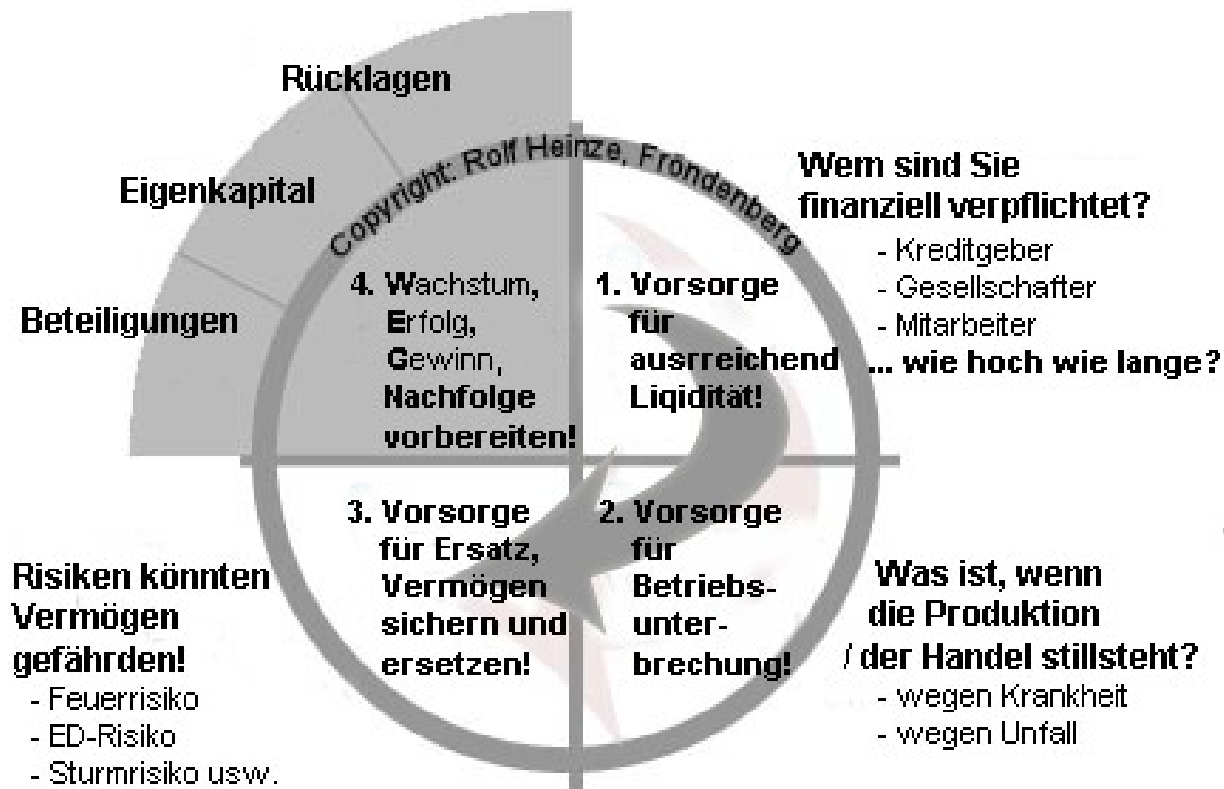 Rücklagen
Eigenkapital
Beteiligungen
Copyright: Rolf Heinze, Fröndenberg
4. Wachstum,
Erfolg,
Gewinn,
Nachfolge
vorbereiten!
1. Vorsorge
für
ausrreichend
Liqidität!
Wem sind Sie
finanziell verpflichtet?
- Kreditgeber
- Gesellschafter
- Mitarbeiter
... wie hoch wie lange?
3. Vorsorge
für Ersatz,
Vermögen
sichern und
ersetzen!
2. Vorsorge
für
Betriebs-
unter-
brechung!
Risiken könnten
Vermögen
gefährden!
- Feuerrisiko
- ED-Risiko
- Sturmrisiko usw.
Was ist, wenn
die Produktion
/ der Handel stillsteht?
- wegen Krankheit
- wegen Unfall